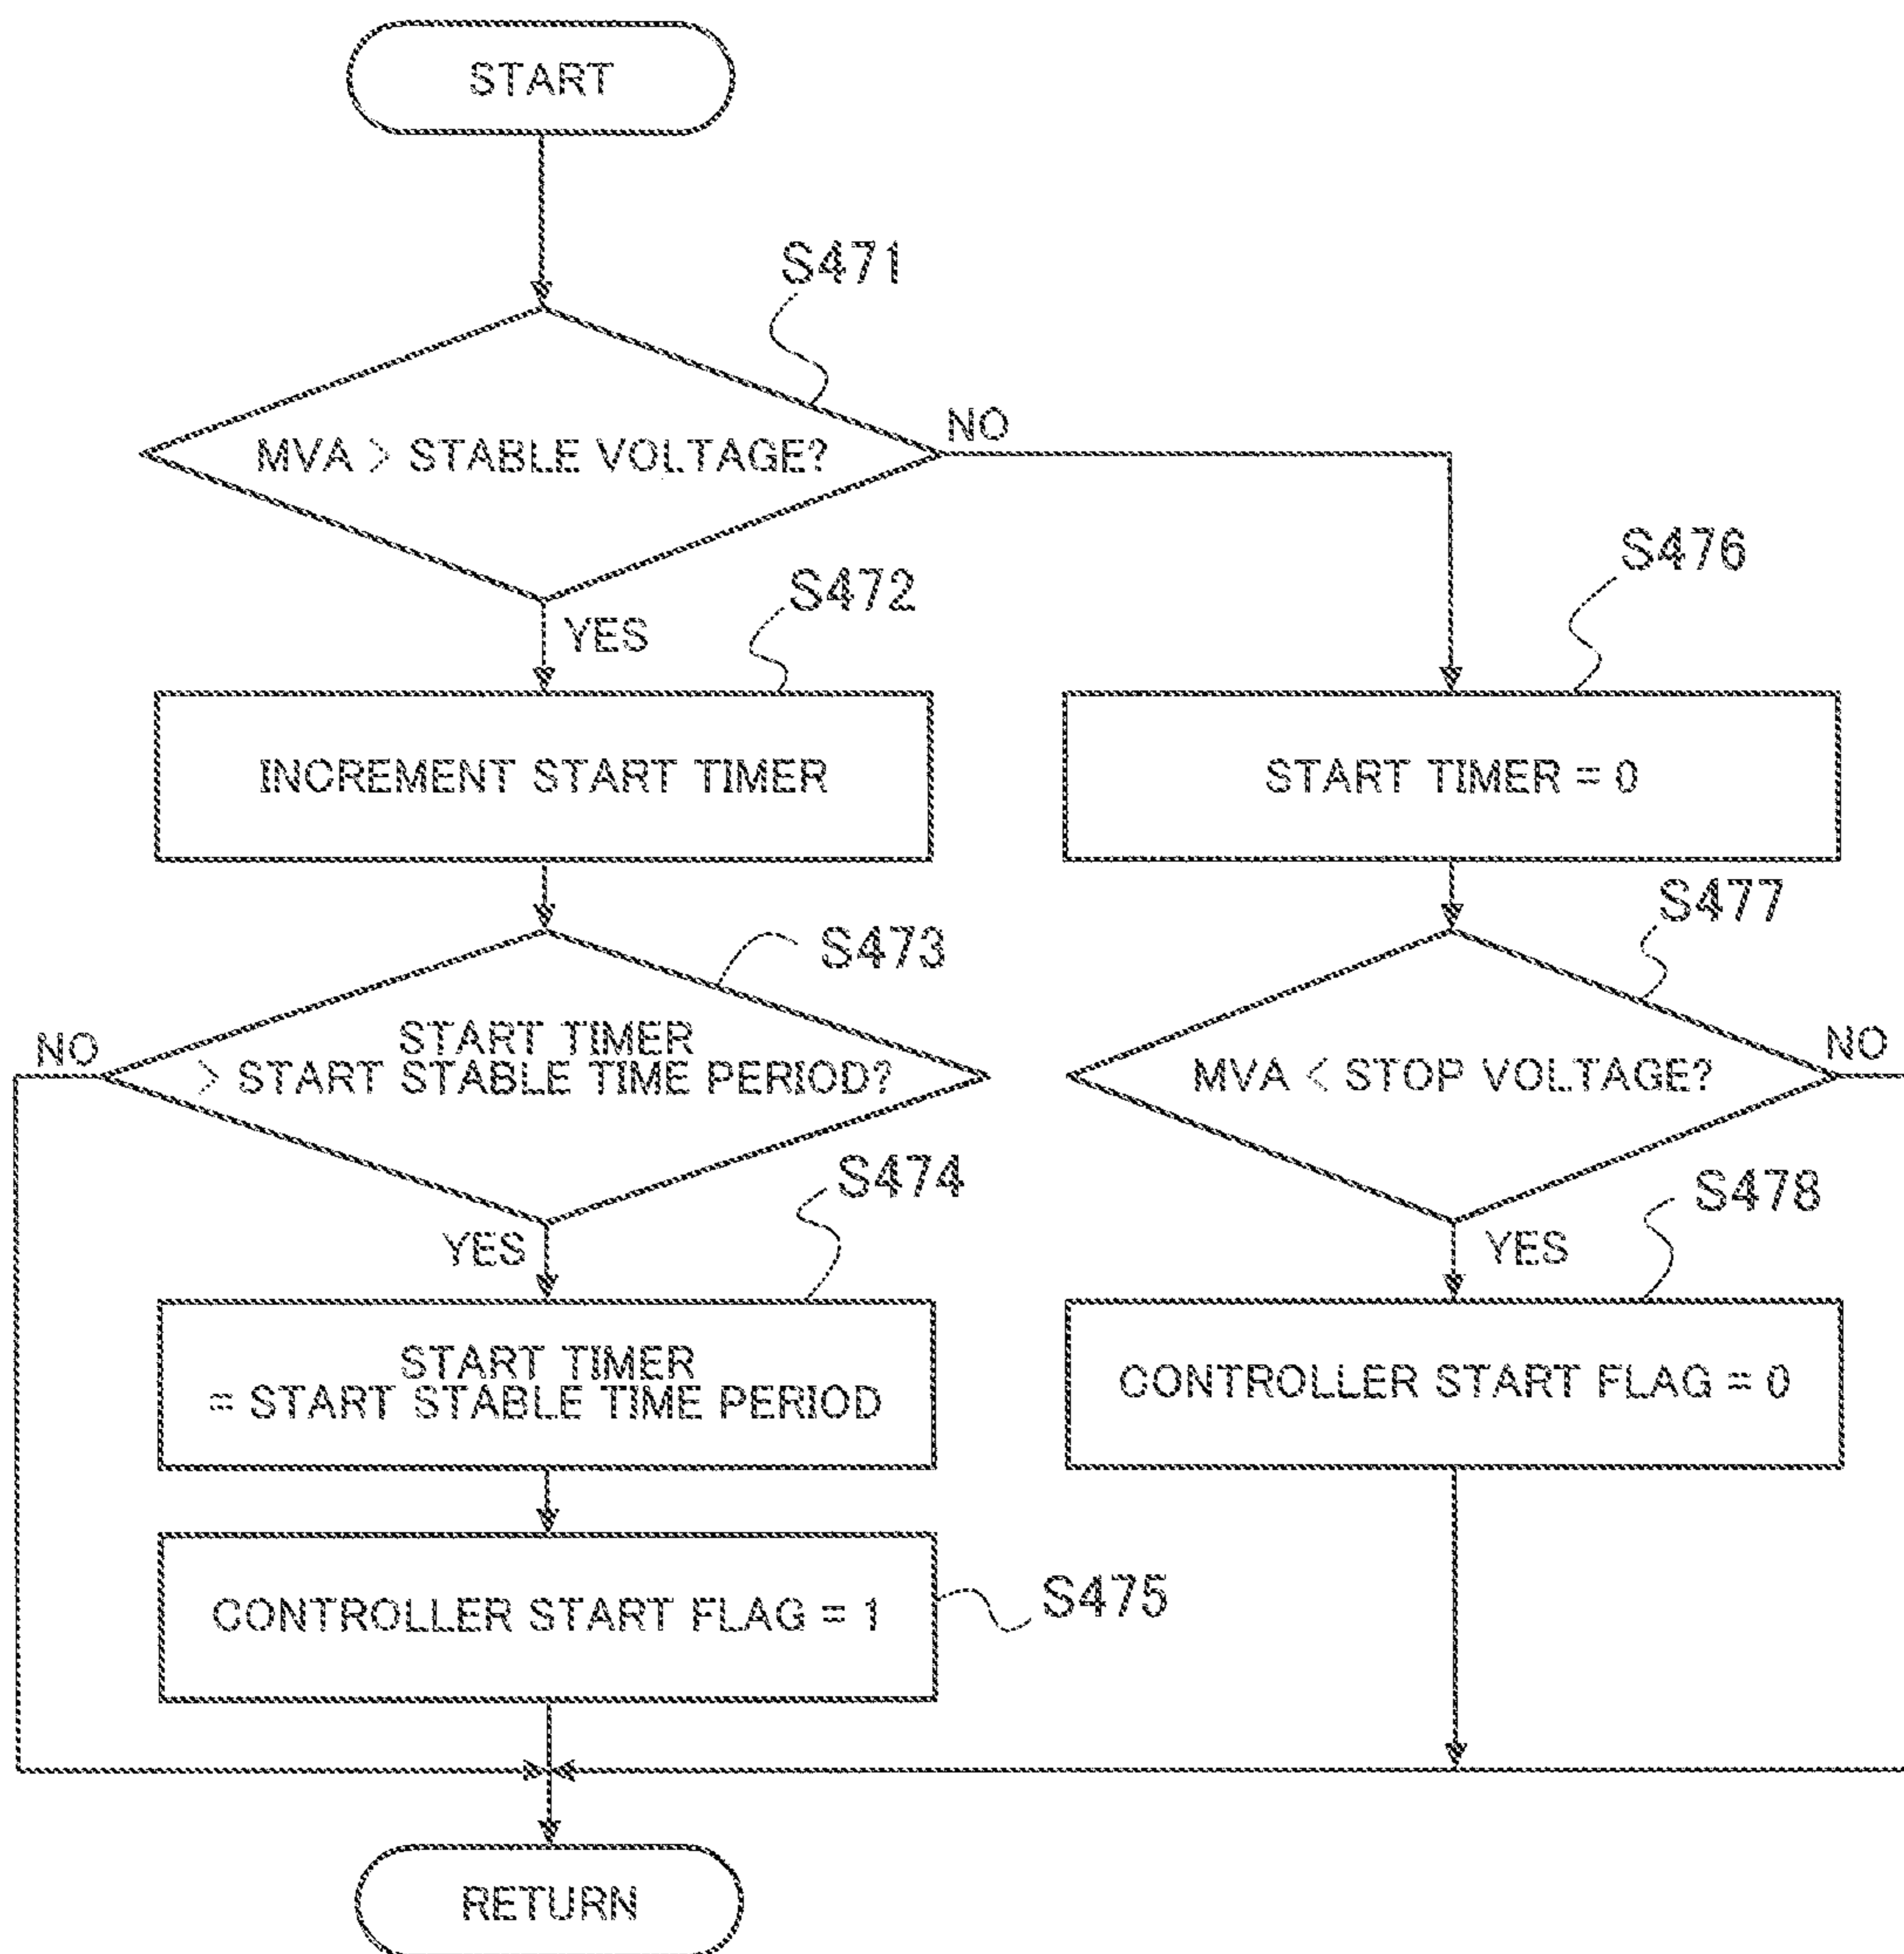 START
S471
MVA > STABLE VOLTAGE?
NO
YES
S472
INCREMENT START TIMER
S476
START TIMER = 0
S473
START TIMER
> START STABLE TIME PERIOD?
NO
YES
S477
MVA < STOP VOLTAGE?
NO
YES
S474
START TIMER
= START STABLE TIME PERIOD
S478
CONTROLLER START FLAG = 0
CONTROLLER START FLAG = 1
S475
RETURN